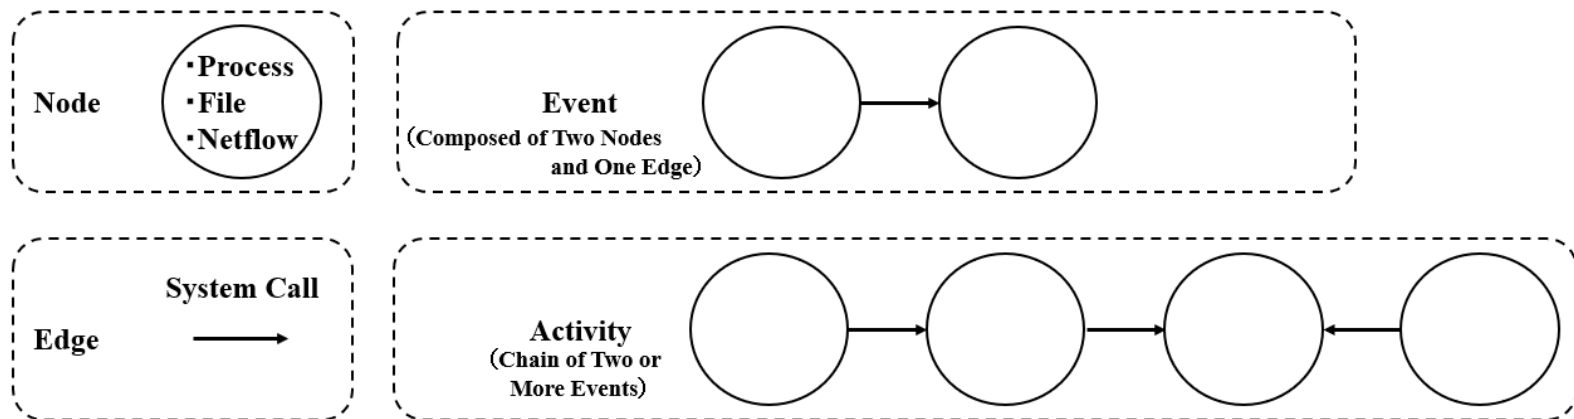 Node
・Process
・File
・Netflow
Event
（Composed of Two Nodes
and One Edge）
Edge
System Call
Activity
（Chain of Two or
More Events）